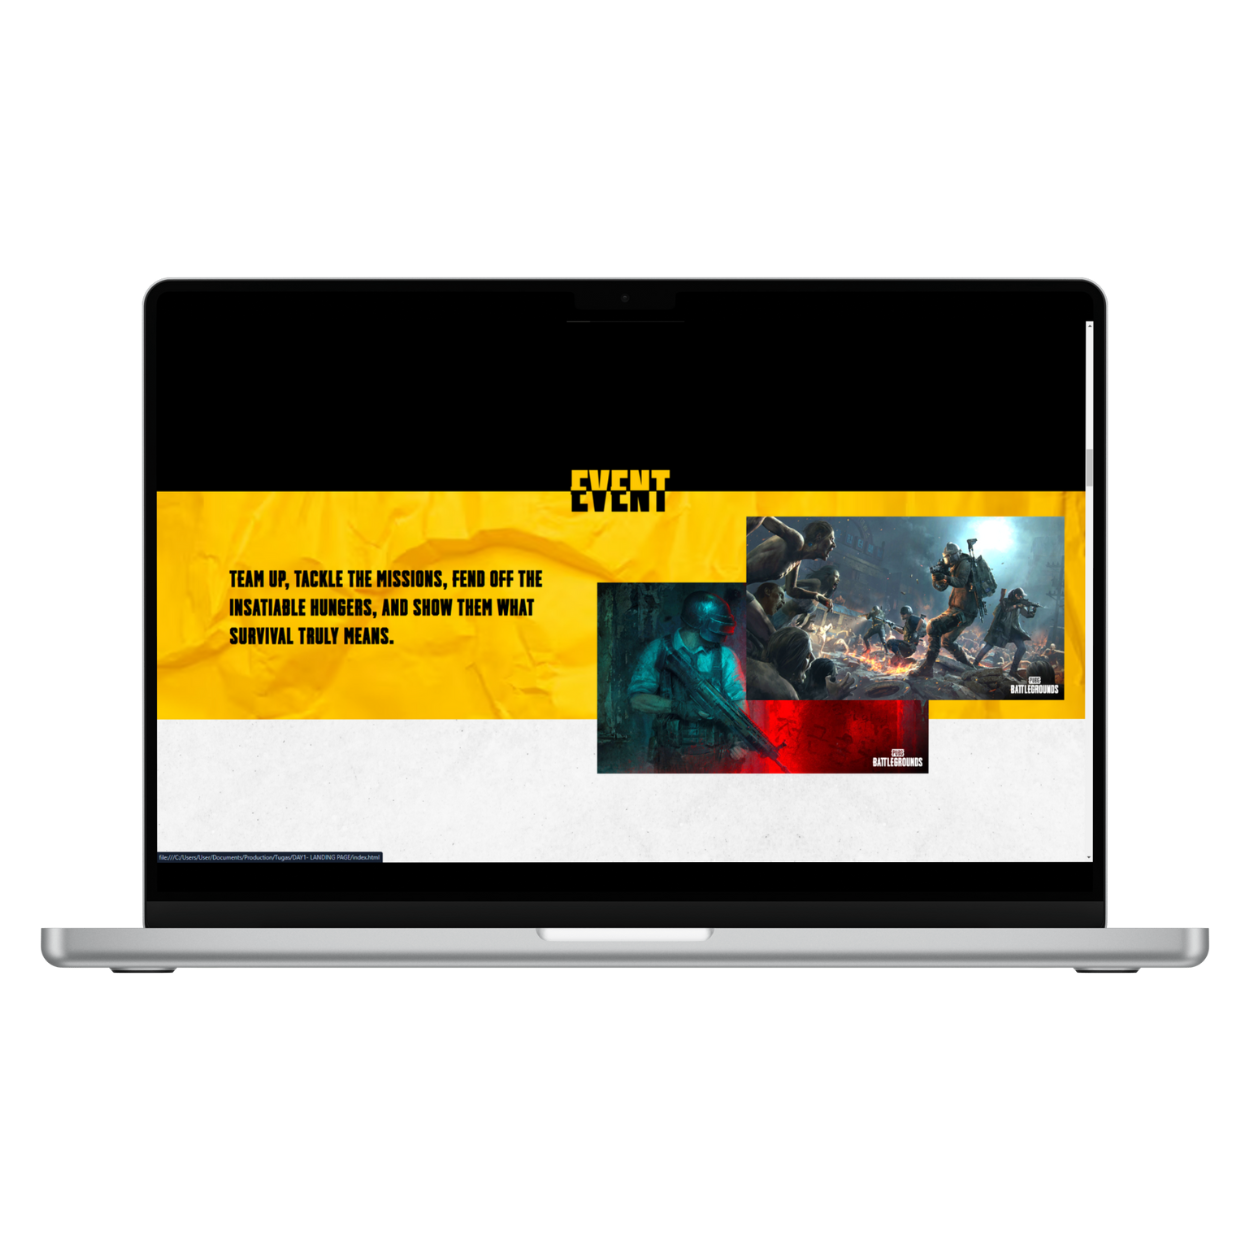 EVENT
TEAM UP, TACKLE THE MISSIONS, FEND OFF THE
INSATIABLE HUNGERS, AND SHOW THEM WHAT
SURVIVAL TRULY MEANS.
PUBG
BATTLEGROUNDS
PUBG
BATTLEGROUNDS
file:///C:/Users/User/Documents/Production/Tugas/DAY1- LANDING PAGE/index.html